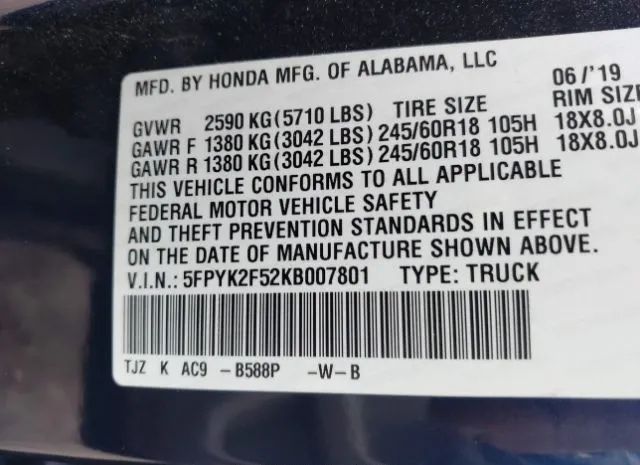 MFD. BY HONDA MFG. OF ALABAMA, LLC 06/'19
GVWR 2590 KG(5710 LBS) TIRE SIZE RIM SIZE
GAWR F 1380 KG(3042 LBS) 245/60R18 105H 18X8.0J
GAWR R 1380 KG(3042 LBS) 245/60R18 105H 18X8.0J
THIS VEHICLE CONFORMS TO ALL APPLICABLE
FEDERAL MOTOR VEHICLE SAFETY
AND THEFT PREVENTION STANDARDS IN EFFECT
ON THE DATE OF MANUFACTURE SHOWN ABOVE.
V.I.N.: 5FPYK2F52KB007801 TYPE: TRUCK
TJZ K AC9 -B588P -W-B